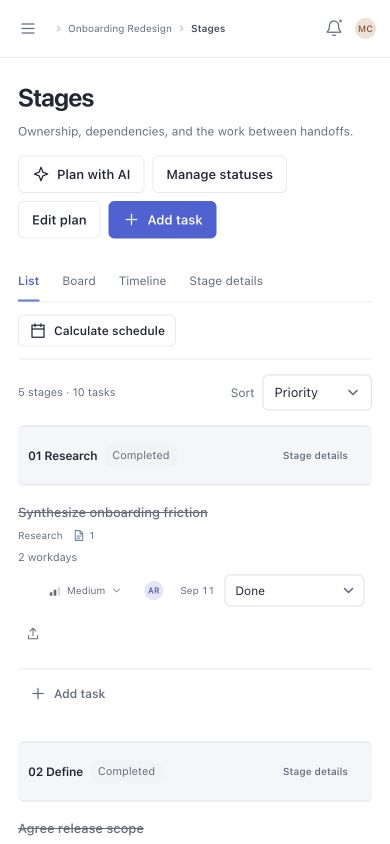 Onboarding Redesign Stages MC
Stages
Ownership, dependencies, and the work between handoffs.
Plan with AI Manage statuses
Edit plan Add task
List Board Timeline Stage details
Calculate schedule
5 stages · 10 tasks Sort Priority
01 Research Completed Stage details
Synthesize onboarding friction
Research 1
2 workdays
Medium AR Sep 11 Done
Add task
02 Define Completed Stage details
Agree release scope